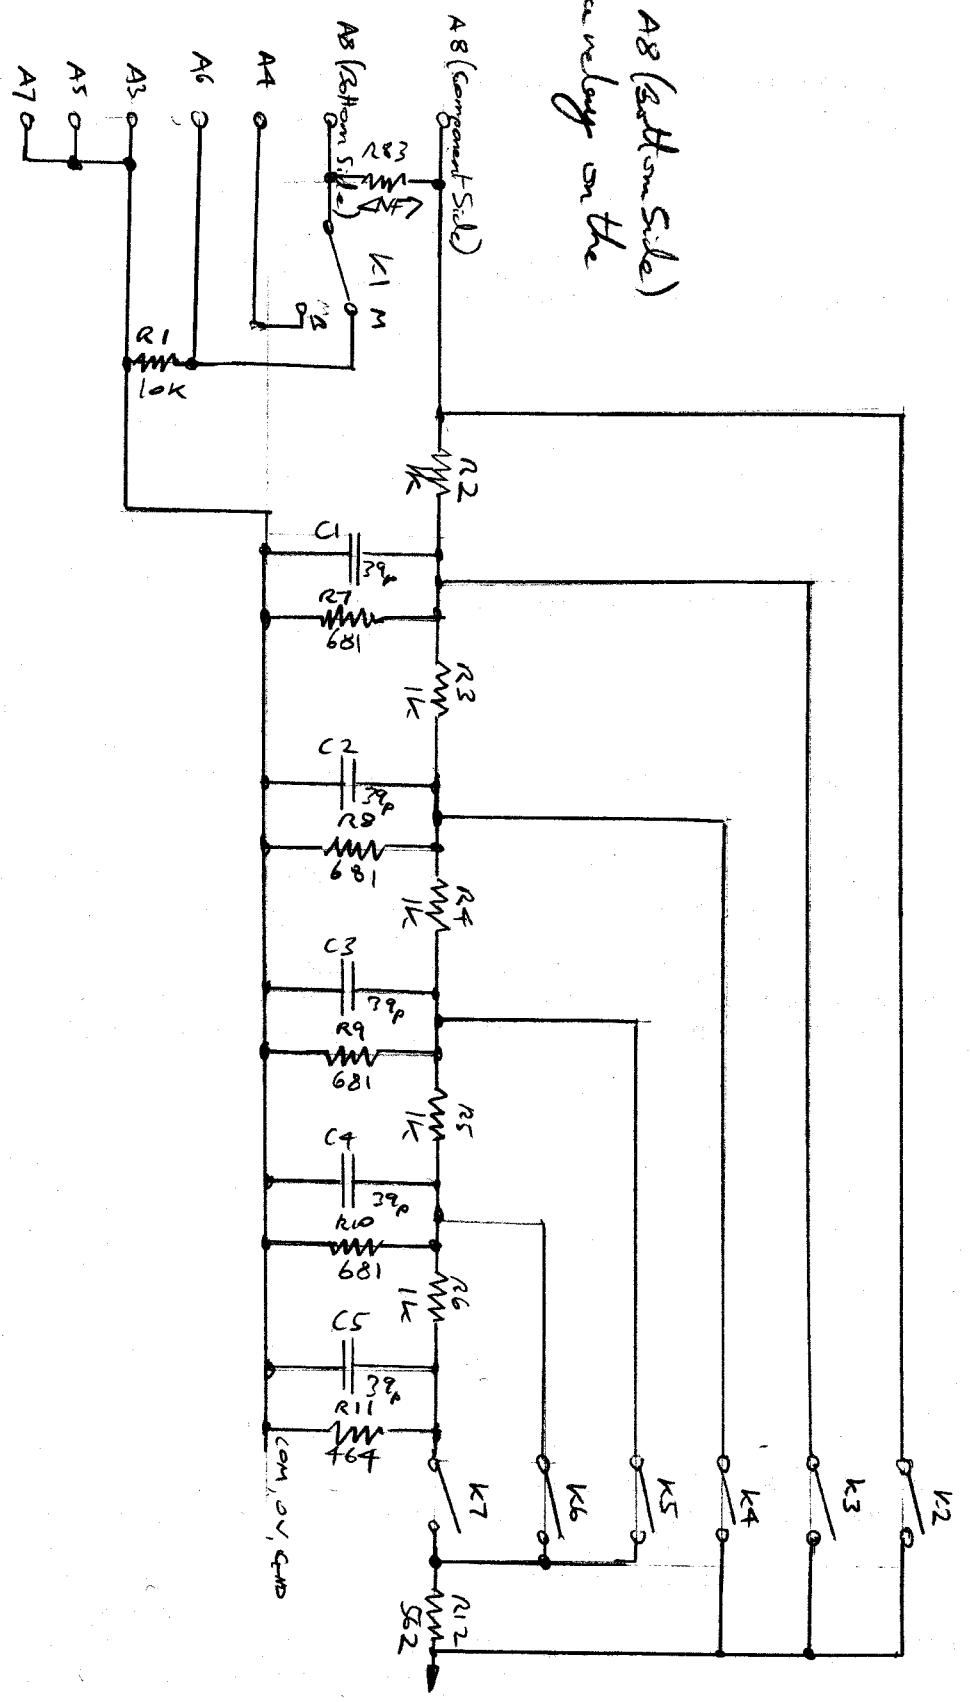 A8 (Bottom Side)
relay on the
A8 (Component Side)
A8 (Bottom Side)
A4
A6
A3
A5
A7
R83
K1
M
B
R1
10K
R2
1K
C1
39p
R7
681
R3
1K
C2
39p
R8
681
R4
1K
C3
39p
R9
681
R5
1K
C4
39p
R10
681
R6
1K
C5
39p
R11
464
COM, 0V, GND
K7
K6
K5
K4
K3
K2
R12
562